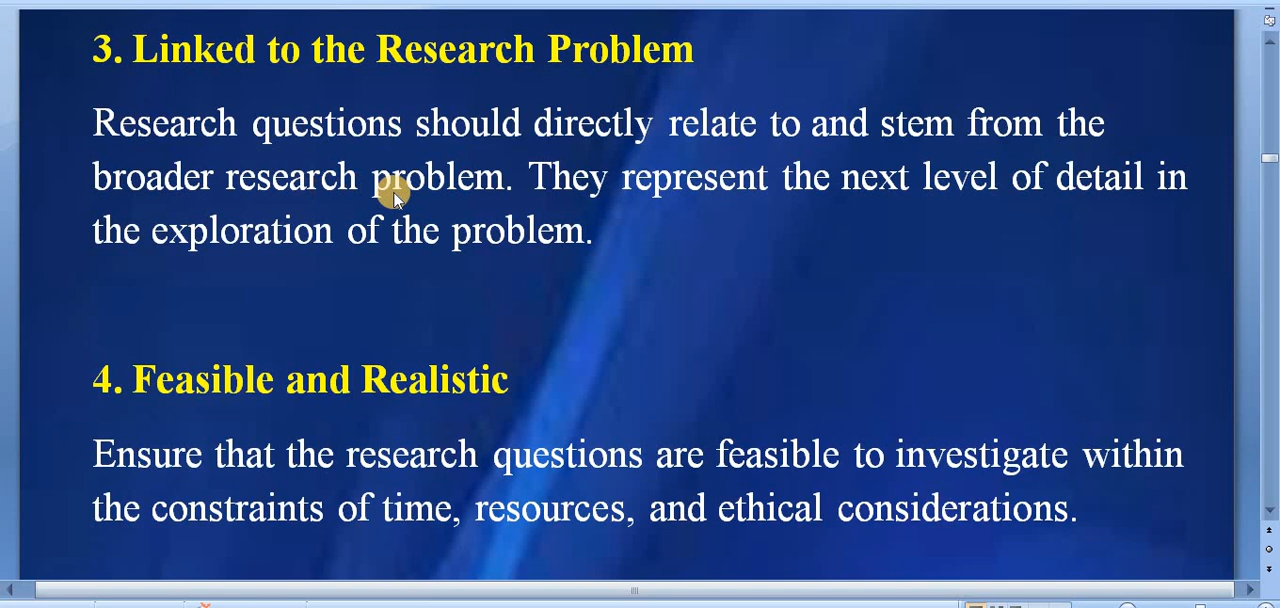 3. Linked to the Research Problem
Research questions should directly relate to and stem from the
broader research problem. They represent the next level of detail in
the exploration of the problem.
4. Feasible and Realistic
Ensure that the research questions are feasible to investigate within
the constraints of time, resources, and ethical considerations.